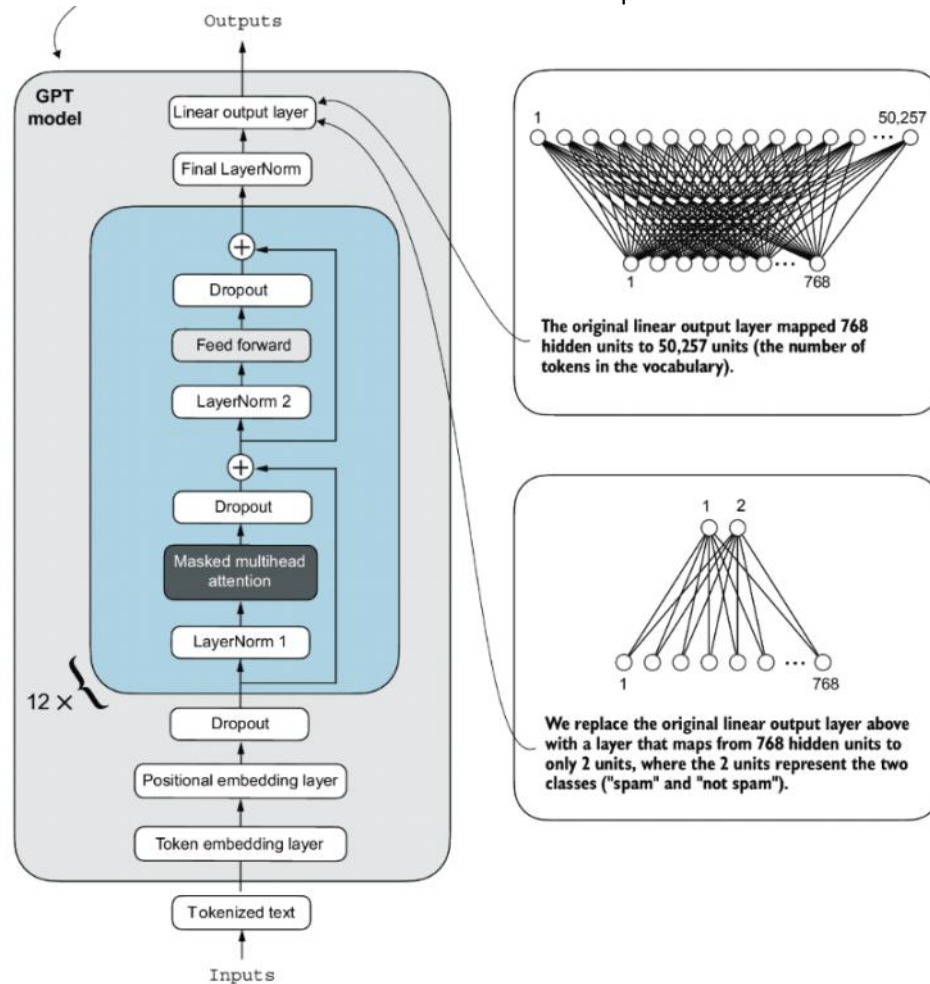 Outputs
GPT
model
Linear output layer
Final LayerNorm
+
Dropout
Feed forward
LayerNorm 2
+
Dropout
Masked multihead
attention
LayerNorm 1
12 ×
Dropout
Positional embedding layer
Token embedding layer
Tokenized text
Inputs
1 50,257
...
...
1 768
The original linear output layer mapped 768
hidden units to 50,257 units (the number of
tokens in the vocabulary).
1 2
...
1 768
We replace the original linear output layer above
with a layer that maps from 768 hidden units to
only 2 units, where the 2 units represent the two
classes ("spam" and "not spam").